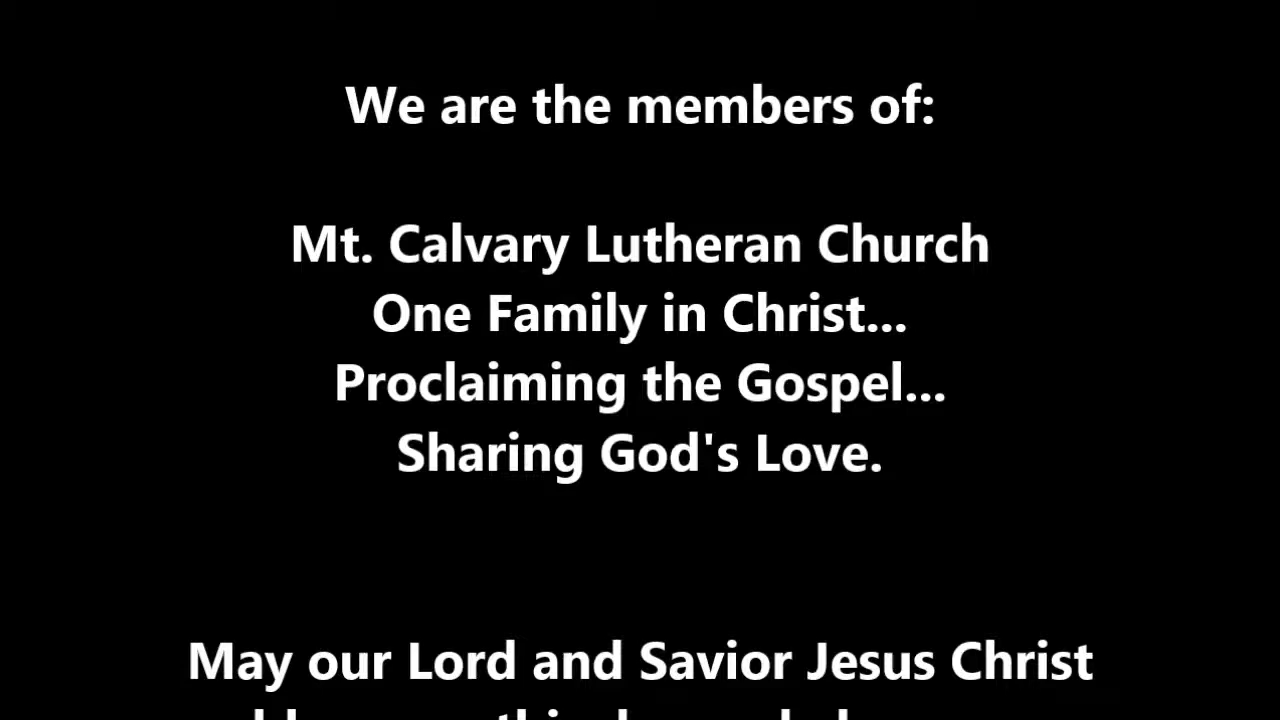 We are the members of:
Mt. Calvary Lutheran Church
One Family in Christ...
Proclaiming the Gospel...
Sharing God's Love.
May our Lord and Savior Jesus Christ